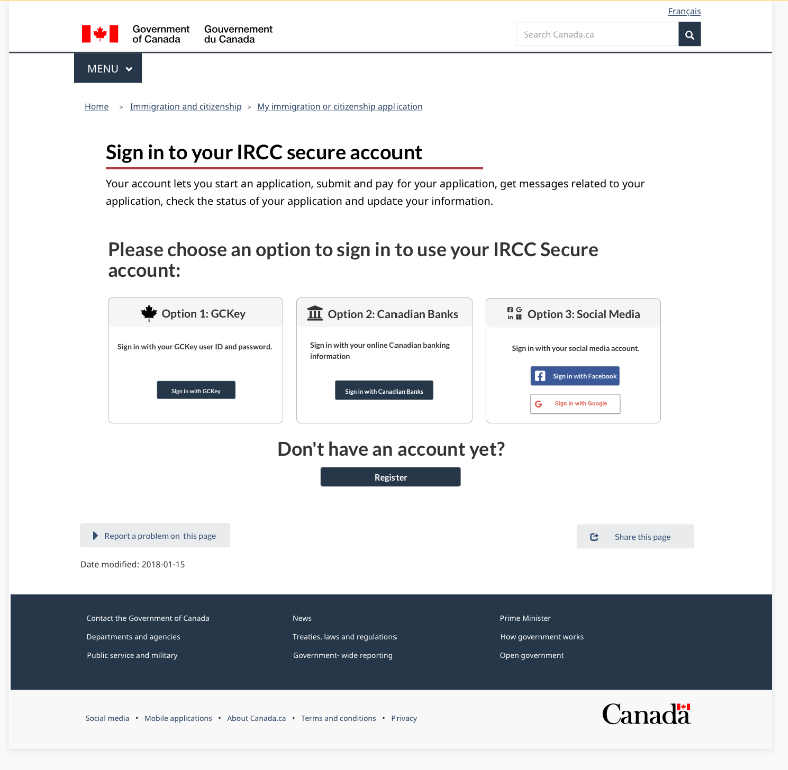 Français
Government of Canada
Gouvernement du Canada
Search Canada.ca
MENU
Home > Immigration and citizenship > My immigration or citizenship application
Sign in to your IRCC secure account
Your account lets you start an application, submit and pay for your application, get messages related to your
application, check the status of your application and update your information.
Please choose an option to sign in to use your IRCC Secure
account:
Option 1: GCKey
Sign in with your GCKey user ID and password.
Sign in with GCKey
Option 2: Canadian Banks
Sign in with your online Canadian banking
information
Sign in with Canadian Banks
Option 3: Social Media
Sign in with your social media account.
Sign in with Facebook
Sign in with Google
Don't have an account yet?
Register
Report a problem on this page
Share this page
Date modified: 2018-01-15
Contact the Government of Canada
News
Prime Minister
Departments and agencies
Treaties, laws and regulations
How government works
Public service and military
Government- wide reporting
Open government
Social media • Mobile applications • About Canada.ca • Terms and conditions • Privacy
Canada